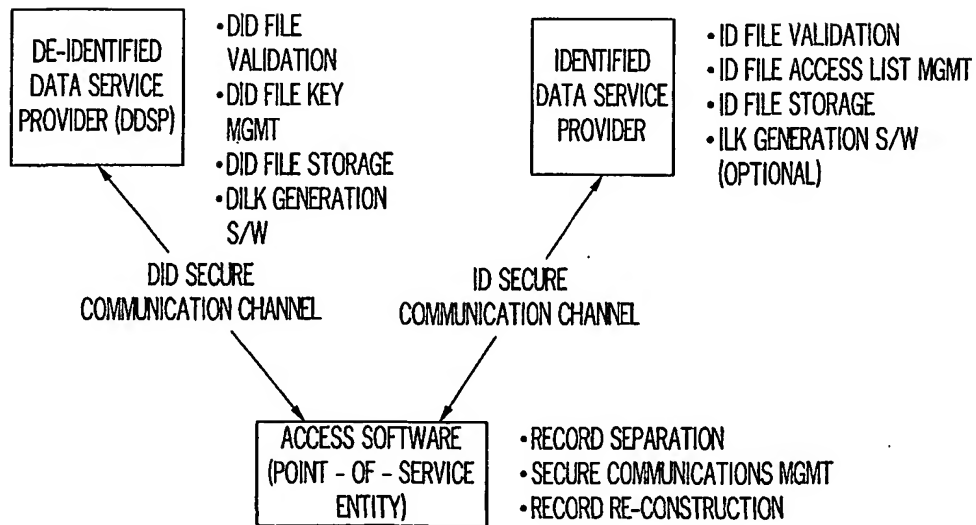 DE-IDENTIFIED
DATA SERVICE
PROVIDER (DDSP)
•DID FILE
VALIDATION
•DID FILE KEY
MGMT
•DID FILE STORAGE
•DILK GENERATION
S/W
IDENTIFIED
DATA SERVICE
PROVIDER
•ID FILE VALIDATION
•ID FILE ACCESS LIST MGMT
•ID FILE STORAGE
•ILK GENERATION S/W
(OPTIONAL)
DID SECURE
COMMUNICATION CHANNEL
ID SECURE
COMMUNICATION CHANNEL
ACCESS SOFTWARE
(POINT - OF - SERVICE
ENTITY)
•RECORD SEPARATION
•SECURE COMMUNICATIONS MGMT
•RECORD RE-CONSTRUCTION